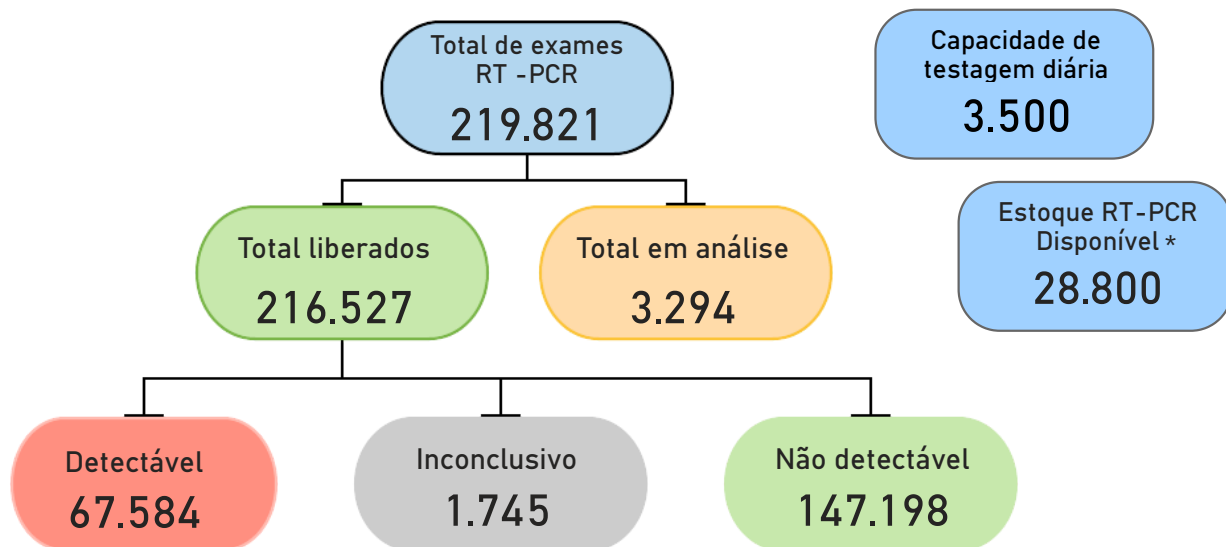 Total de exames
RT -PCR
219.821
Capacidade de
testagem diária
3.500
Estoque RT-PCR
Disponível *
28.800
Total liberados
216.527
Total em análise
3.294
Detectável
67.584
Inconclusivo
1.745
Não detectável
147.198